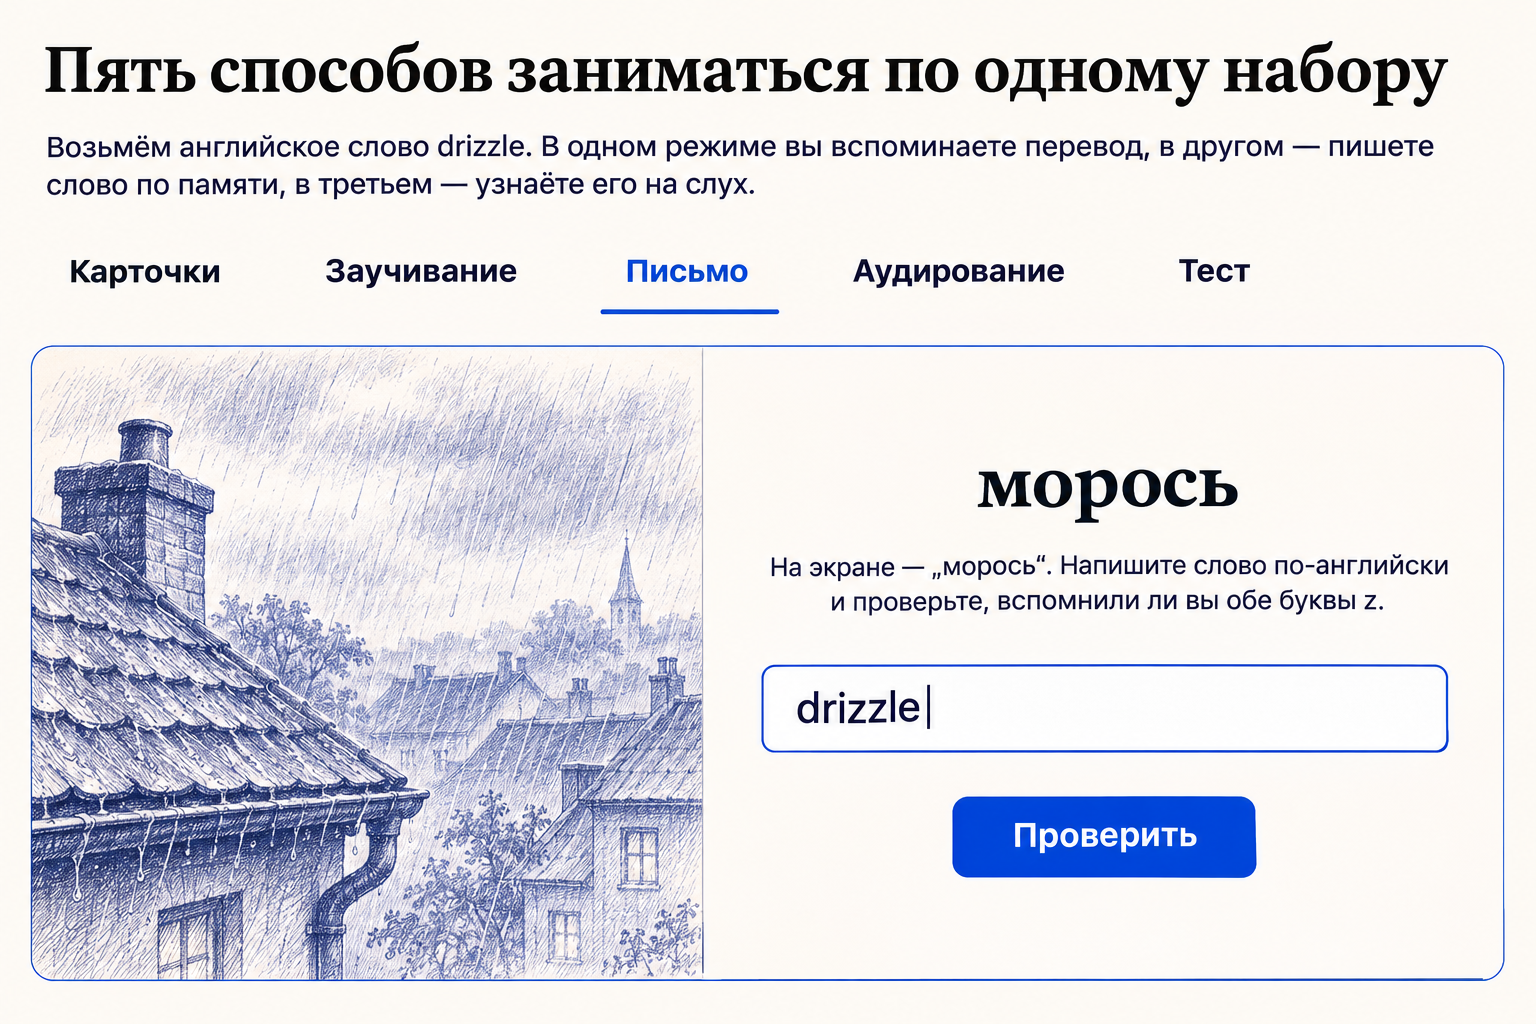 Пять способов заниматься по одному набору
Возьмём английское слово drizzle. В одном режиме вы вспоминаете перевод, в другом — пишете
слово по памяти, в третьем — узнаёте его на слух.
Карточки Заучивание Письмо Аудирование Тест
морось
На экране — „морось“. Напишите слово по-английски
и проверьте, вспомнили ли вы обе буквы z.
drizzle
Проверить